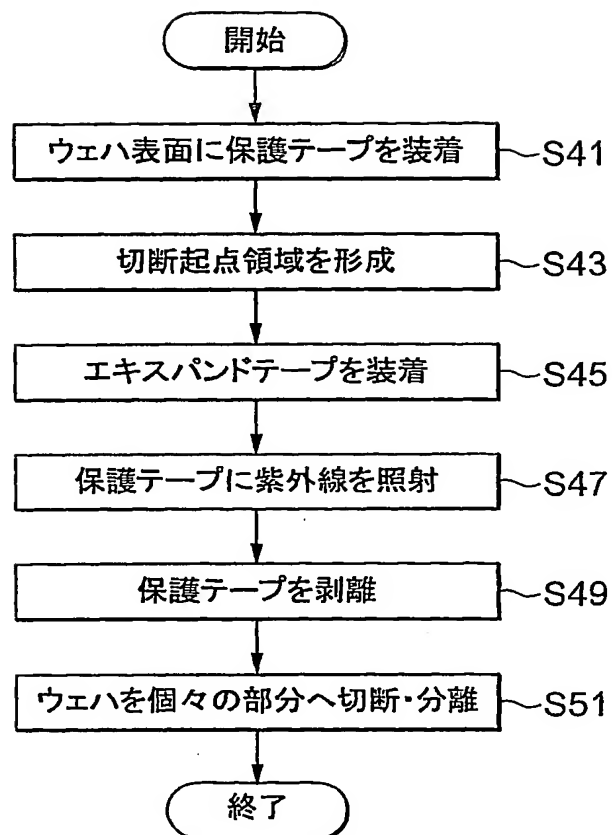 開始
ウェハ表面に保護テープを装着 S41
切断起点領域を形成 S43
エキスパンドテープを装着 S45
保護テープに紫外線を照射 S47
保護テープを剥離 S49
ウェハを個々の部分へ切断・分離 S51
終了